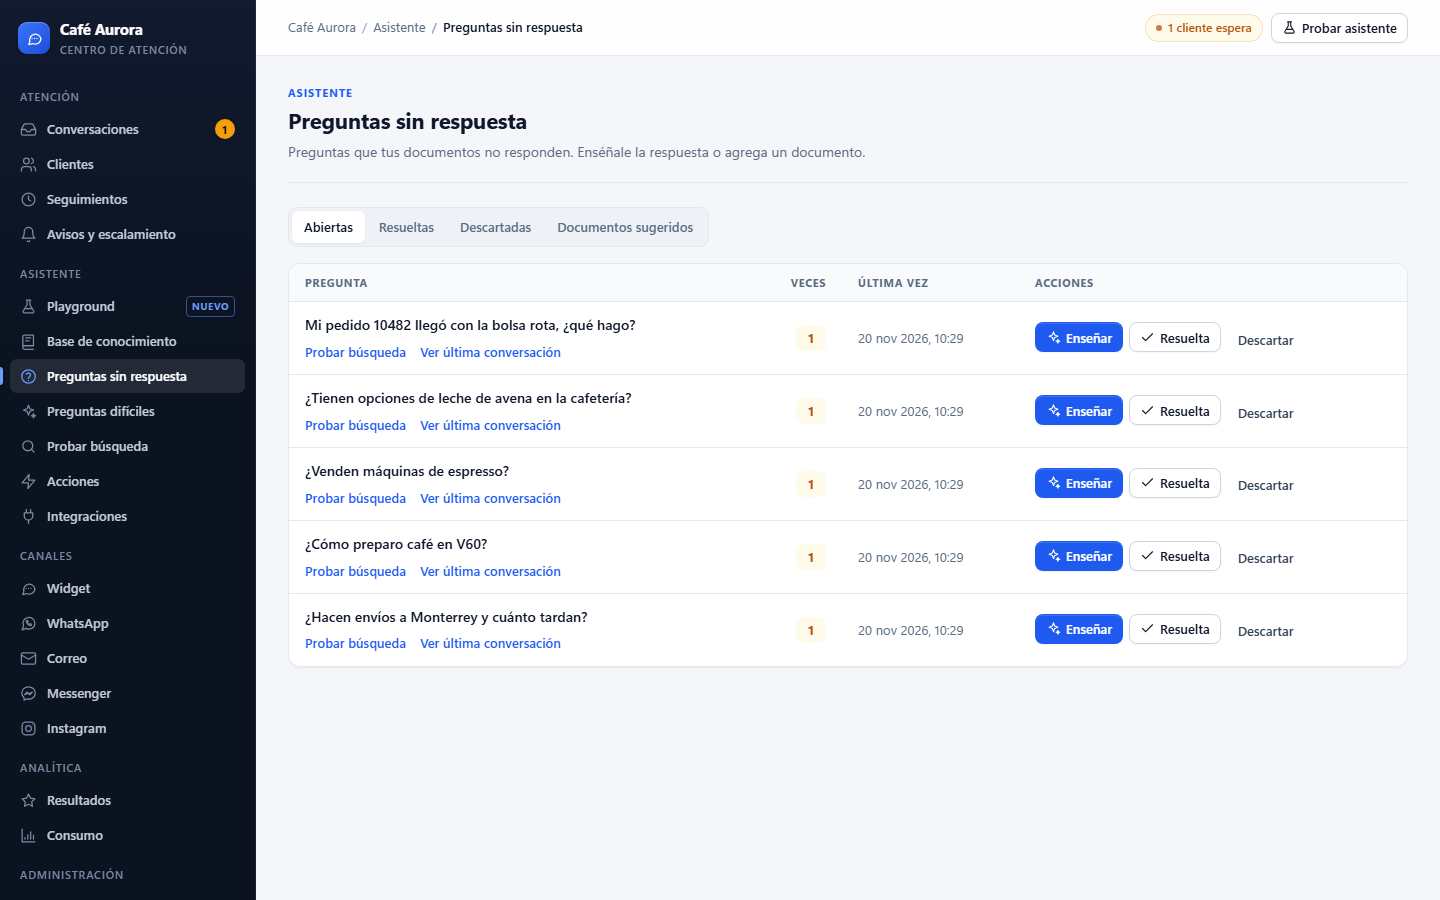 Café Aurora
CENTRO DE ATENCIÓN
ATENCIÓN
Conversaciones 1
Clientes
Seguimientos
Avisos y escalamiento
ASISTENTE
Playground NUEVO
Base de conocimiento
Preguntas sin respuesta
Preguntas difíciles
Probar búsqueda
Acciones
Integraciones
CANALES
Widget
WhatsApp
Correo
Messenger
Instagram
ANALÍTICA
Resultados
Consumo
ADMINISTRACIÓN
Café Aurora / Asistente / Preguntas sin respuesta
1 cliente espera
Probar asistente
ASISTENTE
Preguntas sin respuesta
Preguntas que tus documentos no responden. Enséñale la respuesta o agrega un documento.
Abiertas Resueltas Descartadas Documentos sugeridos
PREGUNTA VECES ÚLTIMA VEZ ACCIONES
Mi pedido 10482 llegó con la bolsa rota, ¿qué hago?
Probar búsqueda Ver última conversación
1 20 nov 2026, 10:29 Enseñar Resuelta Descartar
¿Tienen opciones de leche de avena en la cafetería?
Probar búsqueda Ver última conversación
1 20 nov 2026, 10:29 Enseñar Resuelta Descartar
¿Venden máquinas de espresso?
Probar búsqueda Ver última conversación
1 20 nov 2026, 10:29 Enseñar Resuelta Descartar
¿Cómo preparo café en V60?
Probar búsqueda Ver última conversación
1 20 nov 2026, 10:29 Enseñar Resuelta Descartar
¿Hacen envíos a Monterrey y cuánto tardan?
Probar búsqueda Ver última conversación
1 20 nov 2026, 10:29 Enseñar Resuelta Descartar